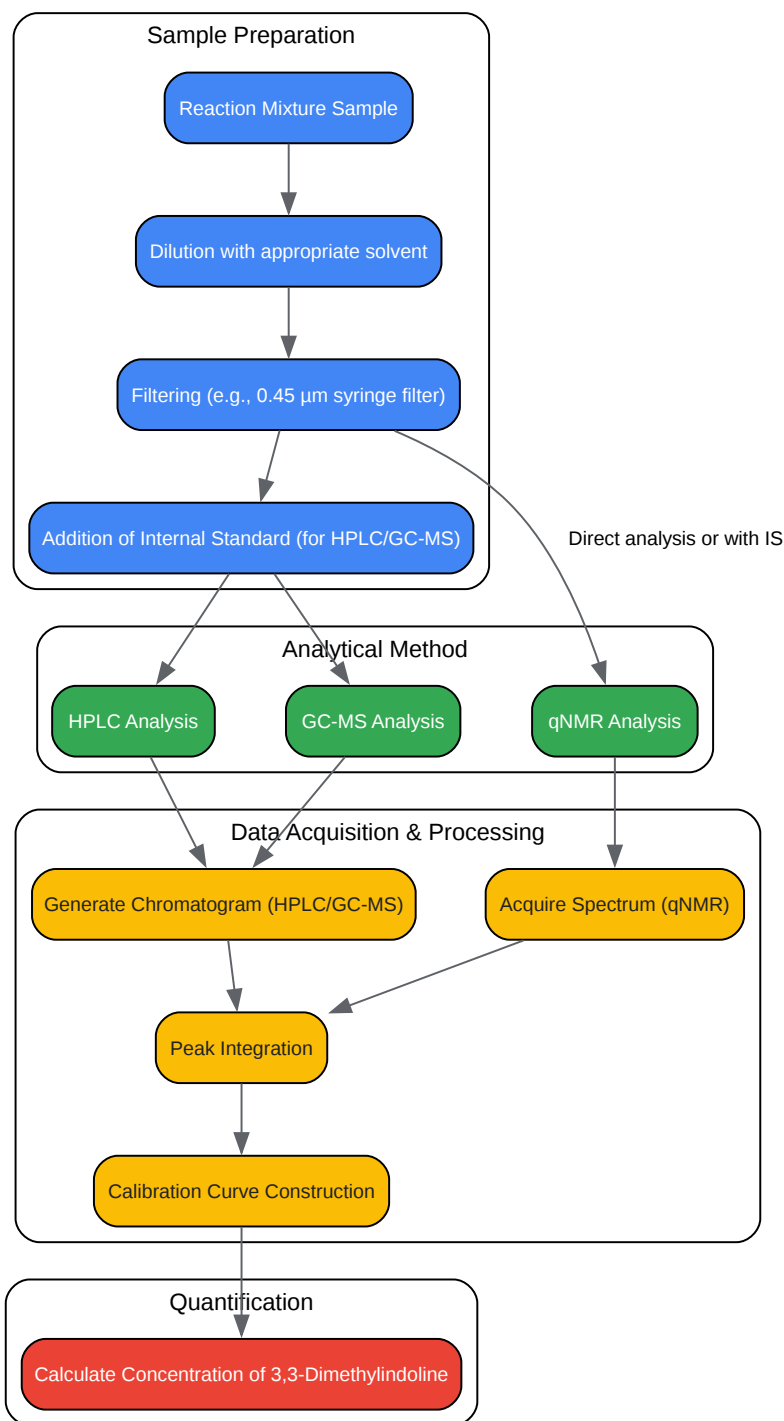 Sample Preparation
Reaction Mixture Sample
Dilution with appropriate solvent
Filtering (e.g., 0.45 µm syringe filter)
Addition of Internal Standard (for HPLC/GC-MS)
Direct analysis or with IS
Analytical Method
HPLC Analysis
GC-MS Analysis
qNMR Analysis
Data Acquisition & Processing
Generate Chromatogram (HPLC/GC-MS)
Acquire Spectrum (qNMR)
Peak Integration
Calibration Curve Construction
Quantification
Calculate Concentration of 3,3-Dimethylindoline